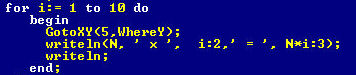 for i:= 1 to 10 do
begin
GotoXY(5,WhereY);
writeln(N, ' x ', i:2,' = ', N*i:3);
writeln;
end;